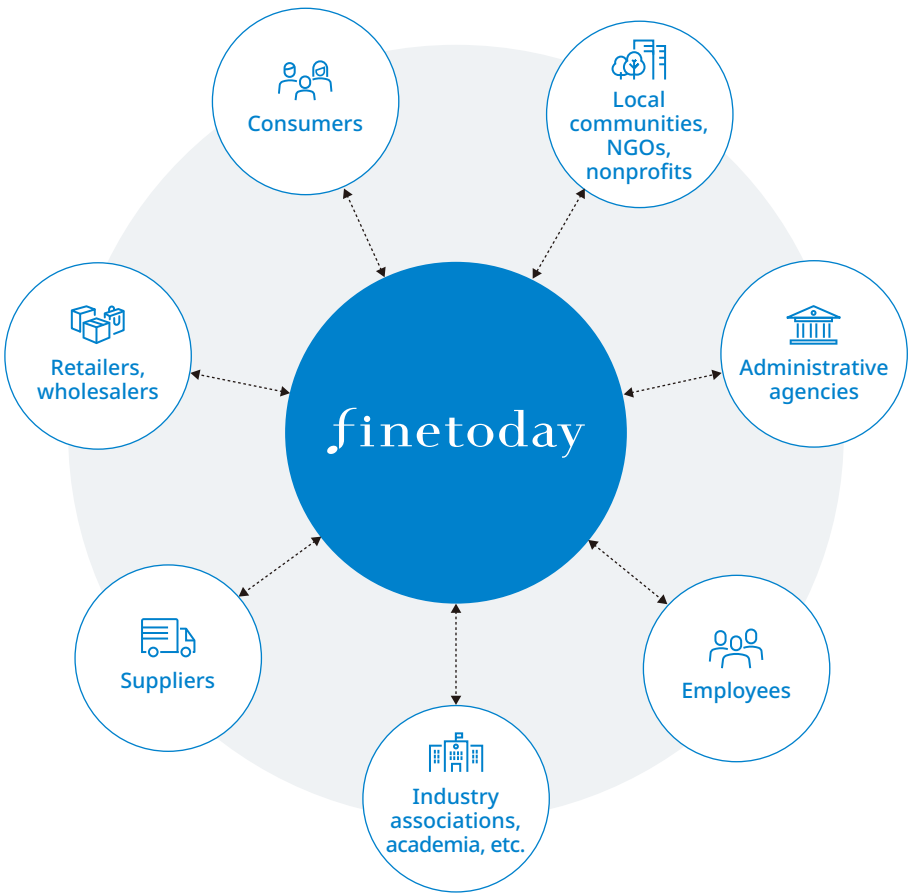 Consumers
Local
communities,
NGOs,
nonprofits
Retailers,
wholesalers
Administrative
agencies
finetoday
Suppliers
Employees
Industry
associations,
academia, etc.